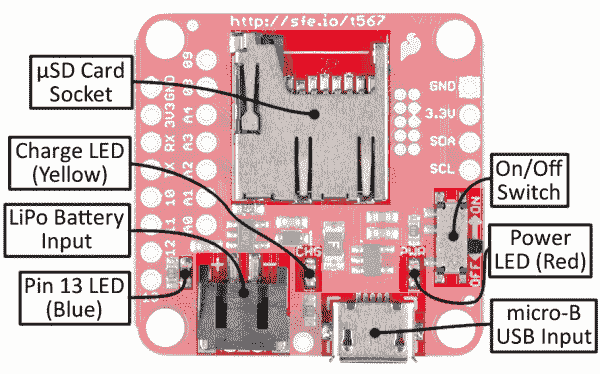 http://sfe.io/t567
µSD Card
Socket
Charge LED
(Yellow)
LiPo Battery
Input
Pin 13 LED
(Blue)
On/Off
Switch
Power
LED (Red)
micro-B
USB Input
09
08
A4
A3
A2
A1
A0
GND
3V3
RX
10
11
12
GND
3.3V
SDA
SCL
ON
OFF
CHG
PWR
+
-